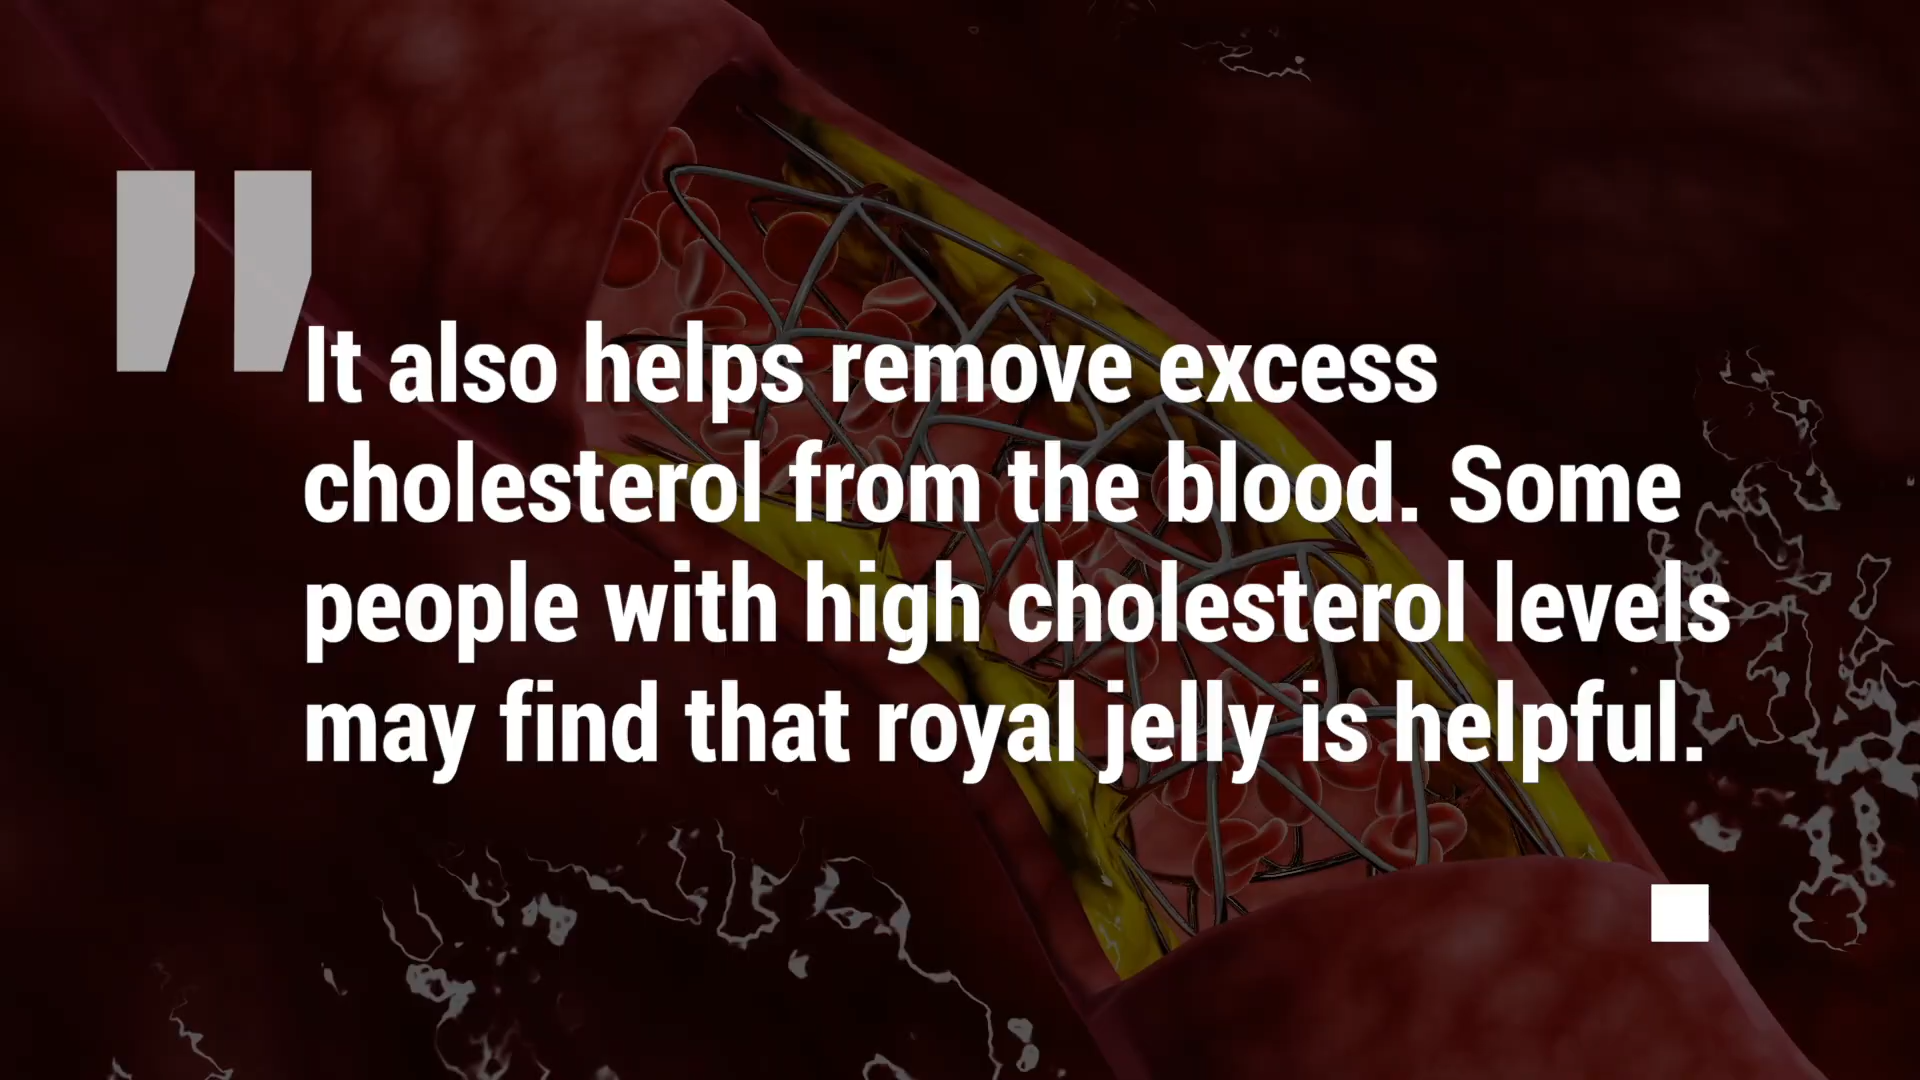 "
It also helps remove excess
cholesterol from the blood. Some
people with high cholesterol levels
may find that royal jelly is helpful.